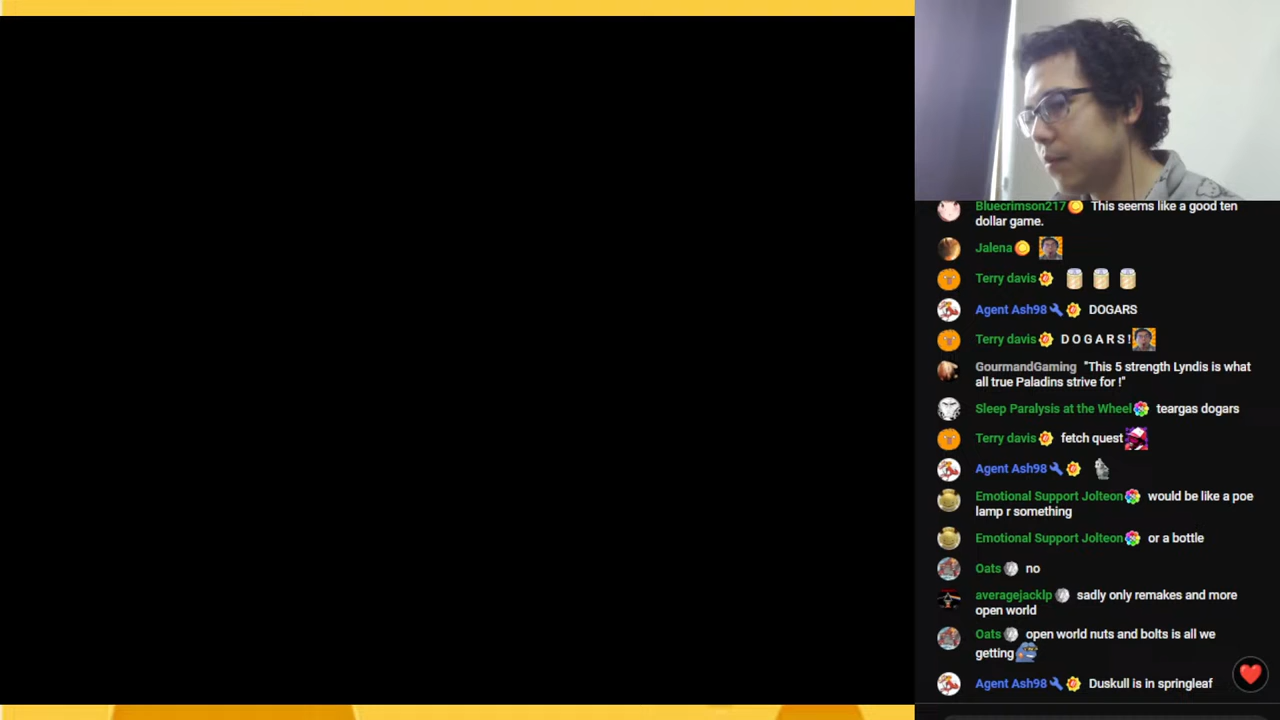 Bluecrimson217 This seems like a good ten
dollar game.
Jalena
Terry davis
Agent Ash98 DOGARS
Terry davis D O G A R S !
GourmandGaming "This 5 strength Lyndis is what
all true Paladins strive for !"
Sleep Paralysis at the Wheel teargas dogars
Terry davis fetch quest
Agent Ash98
Emotional Support Jolteon would be like a poe
lamp r something
Emotional Support Jolteon or a bottle
Oats no
averagejacklp sadly only remakes and more
open world
Oats open world nuts and bolts is all we
getting
Agent Ash98 Duskull is in springleaf